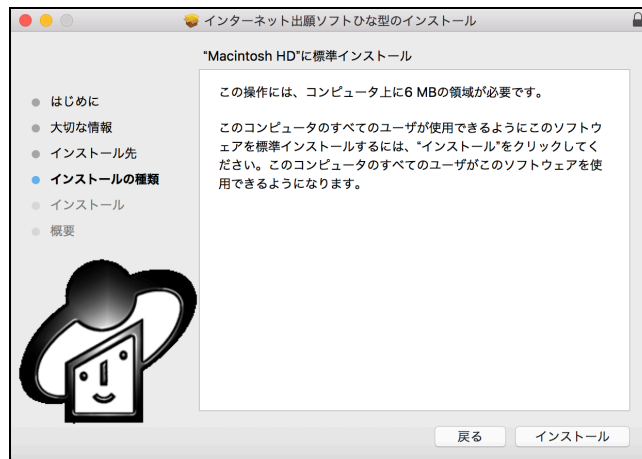 インターネット出願ソフトひな型のインストール
“Macintosh HD”に標準インストール
はじめに
大切な情報
インストール先
インストールの種類
インストール
概要
この操作には、コンピュータ上に6 MBの領域が必要です。
このコンピュータのすべてのユーザが使用できるようにこのソフトウ
ェアを標準インストールするには、“インストール”をクリックしてく
ださい。このコンピュータのすべてのユーザがこのソフトウェアを使
用できるようになります。
戻る
インストール